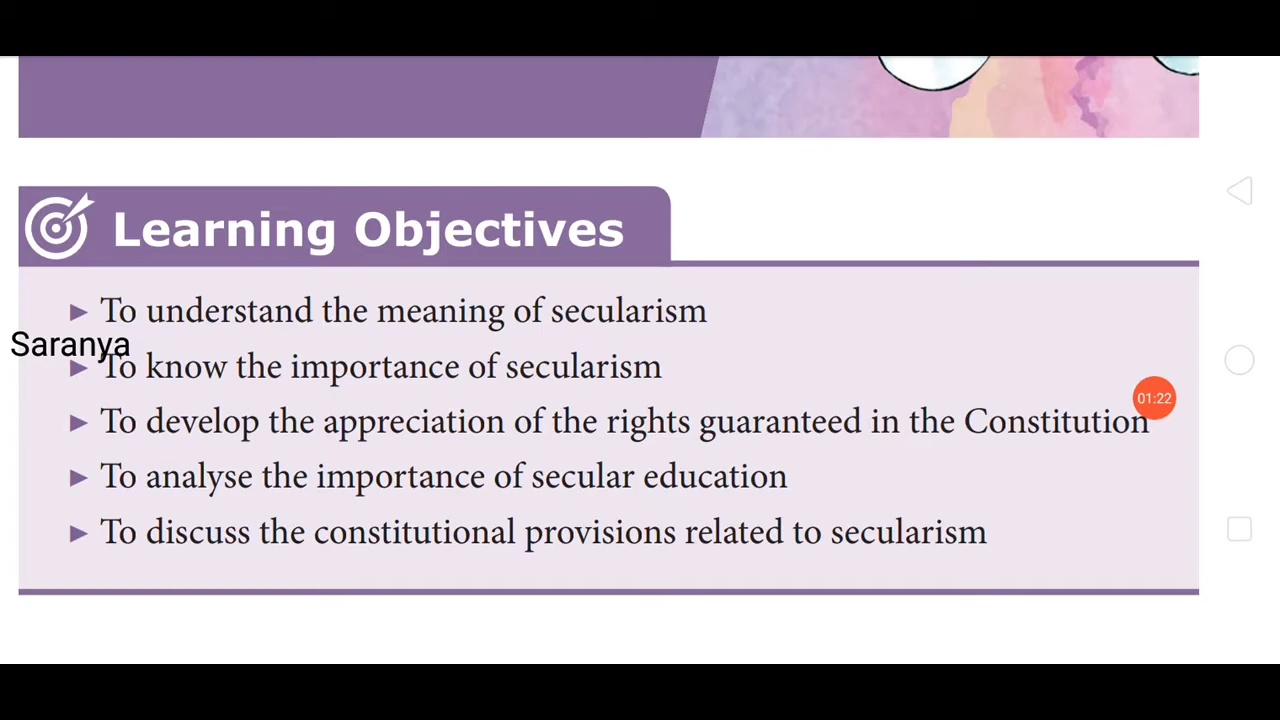 Learning Objectives
To understand the meaning of secularism
Saranya
To know the importance of secularism
01:22
To develop the appreciation of the rights guaranteed in the Constitution
To analyse the importance of secular education
To discuss the constitutional provisions related to secularism